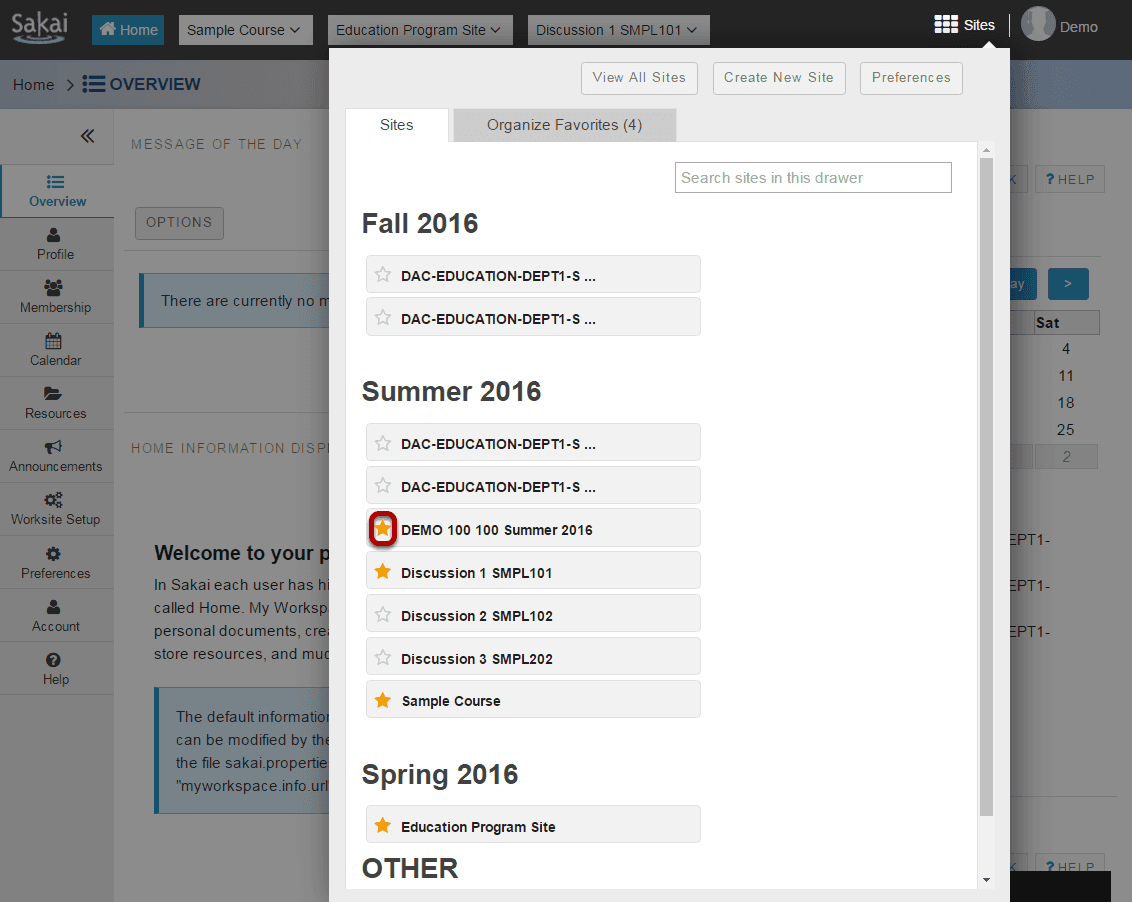 Sakai
Home
Sample Course
Education Program Site
Discussion 1 SMPL101
Sites
Demo
Home > OVERVIEW
View All Sites
Create New Site
Preferences
Sites
Organize Favorites (4)
Search sites in this drawer
MESSAGE OF THE DAY
K
? HELP
Overview
OPTIONS
Fall 2016
Profile
DAC-EDUCATION-DEPT1-S ...
Membership
There are currently no m
ay
>
DAC-EDUCATION-DEPT1-S ...
Sat
Calendar
4
11
Summer 2016
18
Resources
25
Announcements
HOME INFORMATION DISP
DAC-EDUCATION-DEPT1-S ...
2
DAC-EDUCATION-DEPT1-S ...
Worksite Setup
DEMO 100 100 Summer 2016
EPT1-
Preferences
Welcome to your p
Discussion 1 SMPL101
In Sakai each user has hi
EPT1-
called Home. My Worksp
Discussion 2 SMPL102
Account
personal documents, crea
EPT1-
store resources, and muc
Discussion 3 SMPL202
Help
Sample Course
The default information
can be modified by the
the file sakai.propertie
"myworkspace.info.url"
Spring 2016
Education Program Site
OTHER
K
? HELP